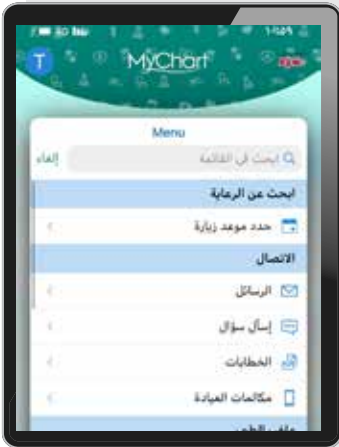 T
MyChart
Menu
إلغاء
ابحث في القائمة
ابحث عن الرعاية
حدد موعد زيارة
الاتصال
الرسائل
إسأل سؤال
الخطابات
مكالمات العيادة